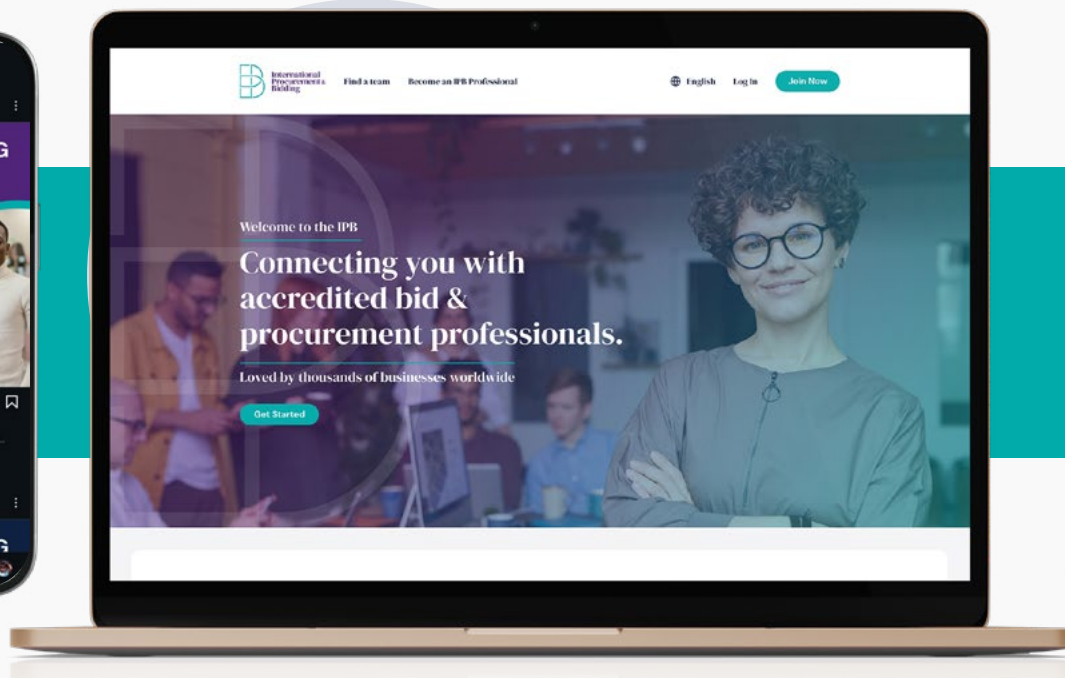 International
Procurement &
Bidding
Find a team
Become an IPB Professional
English
Log In
Join Now
Welcome to the IPB
Connecting you with
accredited bid &
procurement professionals.
Loved by thousands of businesses worldwide
Get Started
G
G